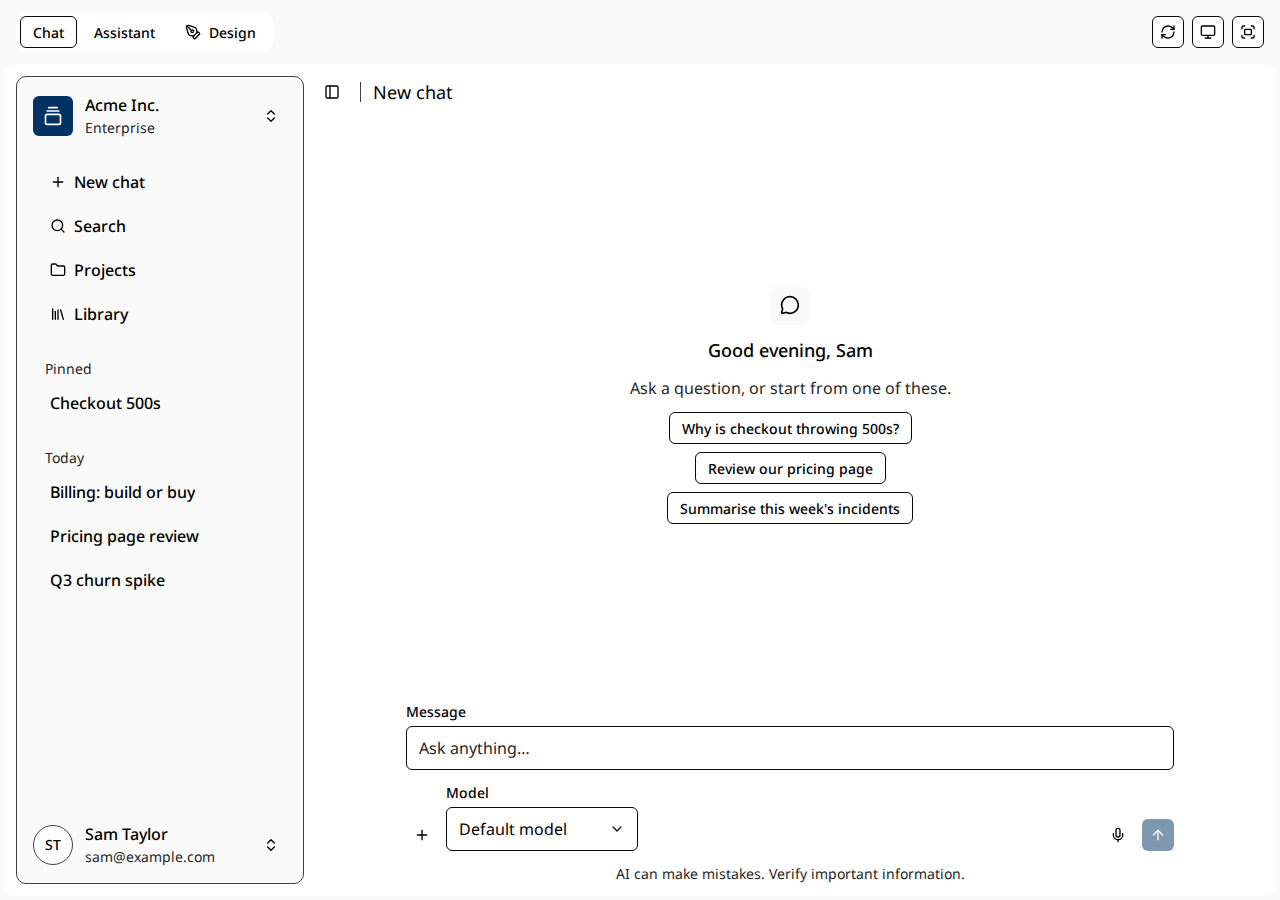 Chat
Assistant
Design
Acme Inc.
Enterprise
New chat
Search
Projects
Library
Pinned
Checkout 500s
Today
Billing: build or buy
Pricing page review
Q3 churn spike
ST
Sam Taylor
sam@example.com
New chat
Good evening, Sam
Ask a question, or start from one of these.
Why is checkout throwing 500s?
Review our pricing page
Summarise this week's incidents
Message
Ask anything...
Model
Default model
AI can make mistakes. Verify important information.